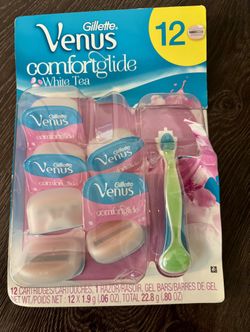 Gillette
Venus
12
comfortglide
White Tea
Gillette
Venus
comfortglide
Gillette
Venus
comfortglide
Gillette
Venus
comfortglide
12 CARTRIDGES/CARTOUCHES, 1 RAZOR/RASOIR, GEL BARS/BARRES DE GEL
NET WT/POIDS NET : 12 X 1.9 g (.06 OZ), TOTAL 22.8 g (.80 OZ)